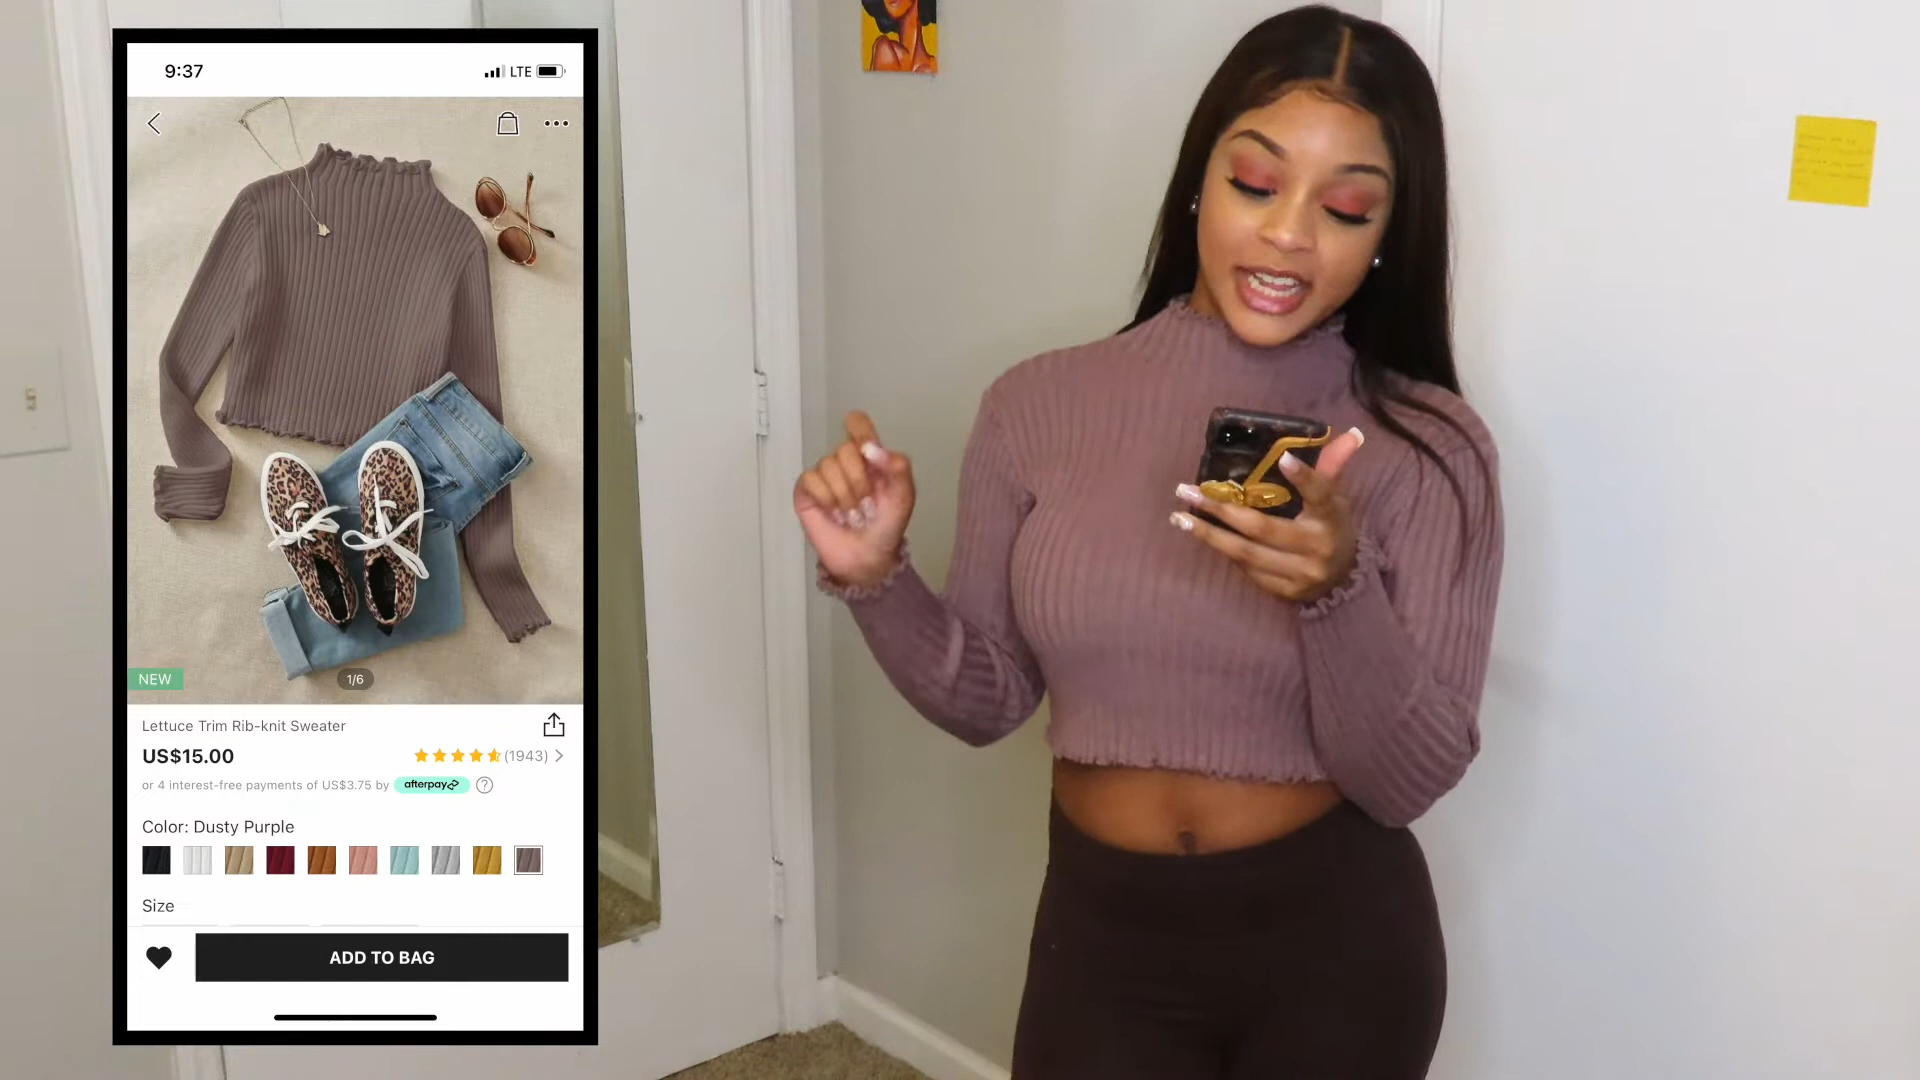 9:37
LTE
NEW
1/6
Lettuce Trim Rib-knit Sweater
US$15.00
(1943)
or 4 interest-free payments of US$3.75 by afterpay
?
Color: Dusty Purple
Size
ADD TO BAG